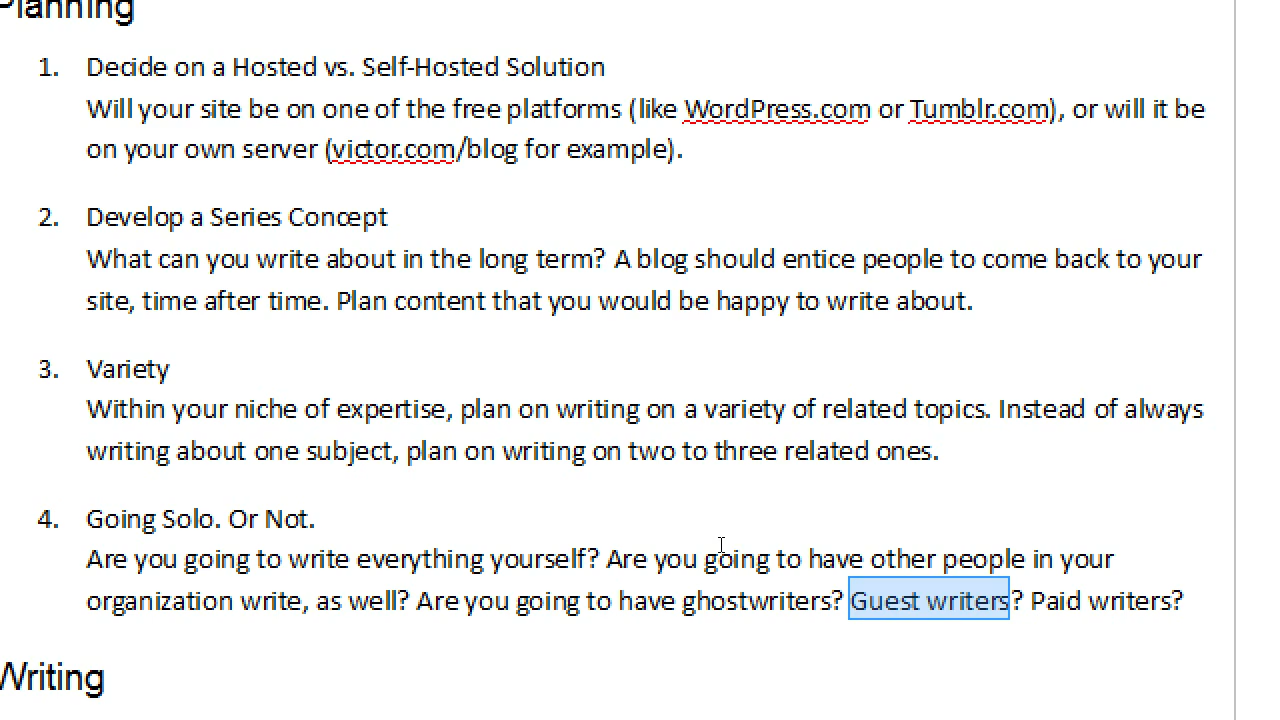 Planning
1. Decide on a Hosted vs. Self-Hosted Solution
Will your site be on one of the free platforms (like WordPress.com or Tumblr.com), or will it be
on your own server (victor.com/blog for example).
2. Develop a Series Concept
What can you write about in the long term? A blog should entice people to come back to your
site, time after time. Plan content that you would be happy to write about.
3. Variety
Within your niche of expertise, plan on writing on a variety of related topics. Instead of always
writing about one subject, plan on writing on two to three related ones.
4. Going Solo. Or Not.
Are you going to write everything yourself? Are you going to have other people in your
organization write, as well? Are you going to have ghostwriters? Guest writers? Paid writers?
Writing